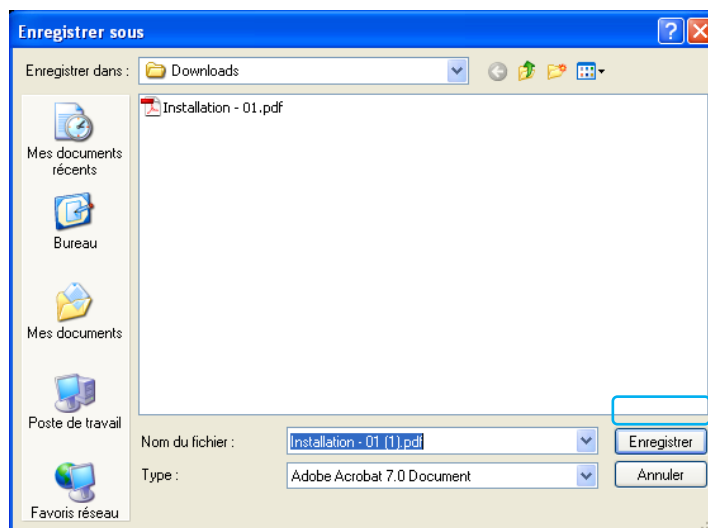 Enregistrer sous
Enregistrer dans :
Downloads
Installation - 01.pdf
Mes documents
récents
Bureau
Mes documents
Poste de travail
Favoris réseau
Nom du fichier :
Installation - 01 (1).pdf
Enregistrer
Type :
Adobe Acrobat 7.0 Document
Annuler